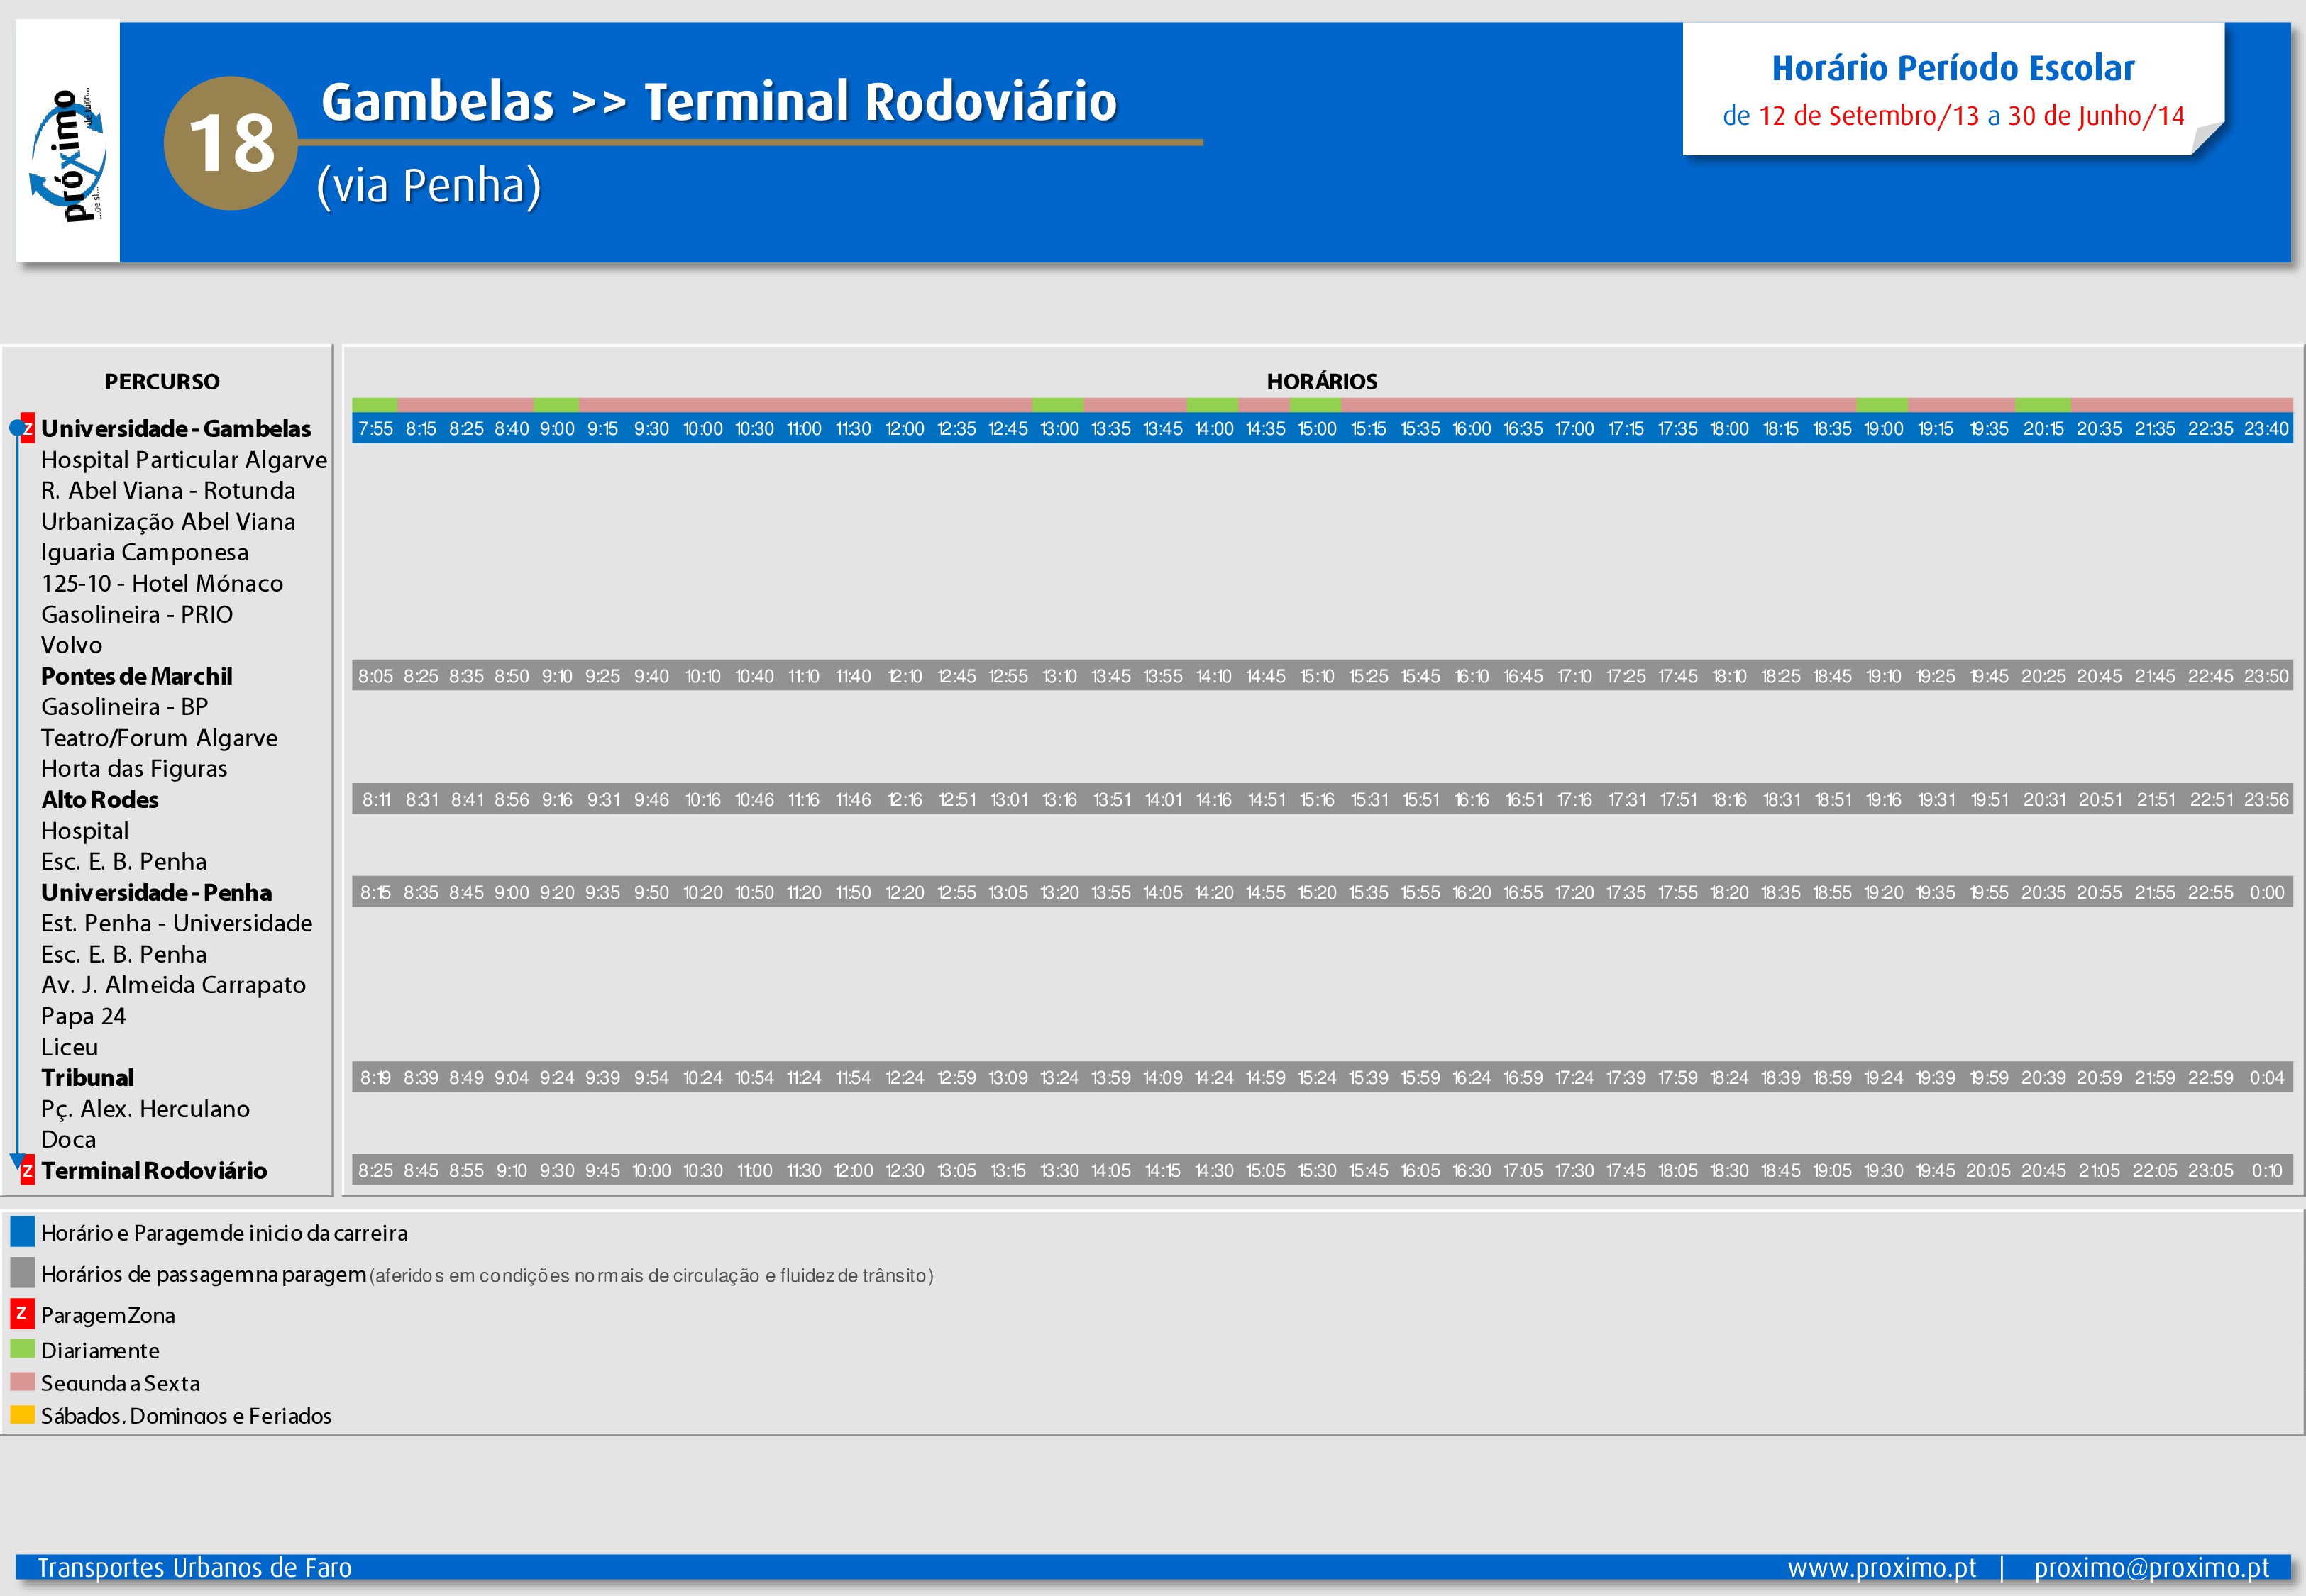 próximo
...de tudo...
...de si...
18
Gambelas >> Terminal Rodoviário
(via Penha)
Horário Período Escolar
de 12 de Setembro/13 a 30 de Junho/14
PERCURSO
HORÁRIOS
Z Universidade - Gambelas 7:55 8:15 8:25 8:40 9:00 9:15 9:30 10:00 10:30 11:00 11:30 12:00 12:35 12:45 13:00 13:35 13:45 14:00 14:35 15:00 15:15 15:35 16:00 16:35 17:00 17:15 17:35 18:00 18:15 18:35 19:00 19:15 19:35 20:15 20:35 21:35 22:35 23:40
Hospital Particular Algarve
R. Abel Viana - Rotunda
Urbanização Abel Viana
Iguaria Camponesa
125-10 - Hotel Mónaco
Gasolineira - PRIO
Volvo
Pontes de Marchil 8:05 8:25 8:35 8:50 9:10 9:25 9:40 10:10 10:40 11:10 11:40 12:10 12:45 12:55 13:10 13:45 13:55 14:10 14:45 15:10 15:25 15:45 16:10 16:45 17:10 17:25 17:45 18:10 18:25 18:45 19:10 19:25 19:45 20:25 20:45 21:45 22:45 23:50
Gasolineira - BP
Teatro/Forum Algarve
Horta das Figuras
Alto Rodes 8:11 8:31 8:41 8:56 9:16 9:31 9:46 10:16 10:46 11:16 11:46 12:16 12:51 13:01 13:16 13:51 14:01 14:16 14:51 15:16 15:31 15:51 16:16 16:51 17:16 17:31 17:51 18:16 18:31 18:51 19:16 19:31 19:51 20:31 20:51 21:51 22:51 23:56
Hospital
Esc. E. B. Penha
Universidade - Penha 8:15 8:35 8:45 9:00 9:20 9:35 9:50 10:20 10:50 11:20 11:50 12:20 12:55 13:05 13:20 13:55 14:05 14:20 14:55 15:20 15:35 15:55 16:20 16:55 17:20 17:35 17:55 18:20 18:35 18:55 19:20 19:35 19:55 20:35 20:55 21:55 22:55 0:00
Est. Penha - Universidade
Esc. E. B. Penha
Av. J. Almeida Carrapato
Papa 24
Liceu
Tribunal 8:19 8:39 8:49 9:04 9:24 9:39 9:54 10:24 10:54 11:24 11:54 12:24 12:59 13:09 13:24 13:59 14:09 14:24 14:59 15:24 15:39 15:59 16:24 16:59 17:24 17:39 17:59 18:24 18:39 18:59 19:24 19:39 19:59 20:39 20:59 21:59 22:59 0:04
Pç. Alex. Herculano
Doca
Z Terminal Rodoviário 8:25 8:45 8:55 9:10 9:30 9:45 10:00 10:30 11:00 11:30 12:00 12:30 13:05 13:15 13:30 14:05 14:15 14:30 15:05 15:30 15:45 16:05 16:30 17:05 17:30 17:45 18:05 18:30 18:45 19:05 19:30 19:45 20:05 20:45 21:05 22:05 23:05 0:10
Horário e Paragem de inicio da carreira
Horários de passagem na paragem (aferidos em condições normais de circulação e fluidez de trânsito)
Z Paragem Zona
Diariamente
Segunda a Sexta
Sábados, Domingos e Feriados
Transportes Urbanos de Faro
www.proximo.pt | proximo@proximo.pt